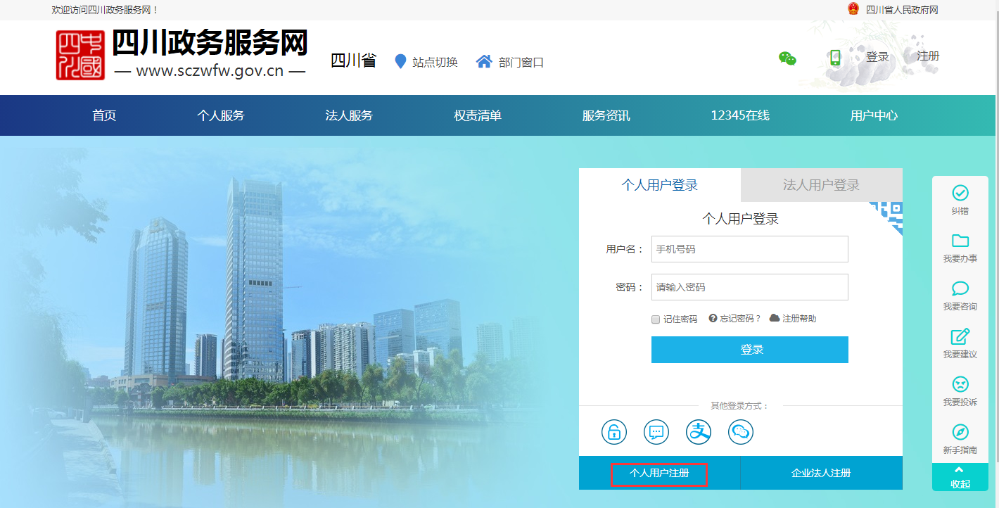 欢迎访问四川政务服务网！
四川省人民政府网
四川
中國
四川政务服务网
— www.sczwfw.gov.cn —
四川省
站点切换
部门窗口
登录
注册
首页
个人服务
法人服务
权责清单
服务资讯
12345在线
用户中心
个人用户登录
法人用户登录
个人用户登录
用户名：
手机号码
密码：
请输入密码
记住密码
忘记密码？
注册帮助
登录
其他登录方式：
支
个人用户注册
企业法人注册
纠错
我要办事
我要咨询
我要建议
我要投诉
新手指南
收起